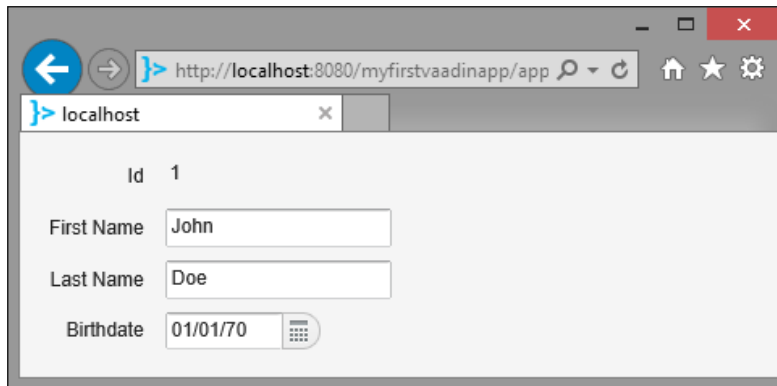 http://localhost:8080/myfirstvaadinapp/app
}> localhost
Id 1
First Name John
Last Name Doe
Birthdate 01/01/70